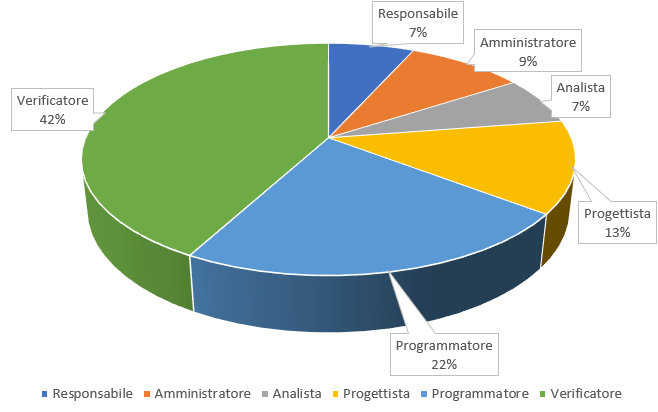 Responsabile
7%
Amministratore
9%
Analista
7%
Verificatore
42%
Progettista
13%
Programmatore
22%
Responsabile Amministratore Analista Progettista Programmatore Verificatore